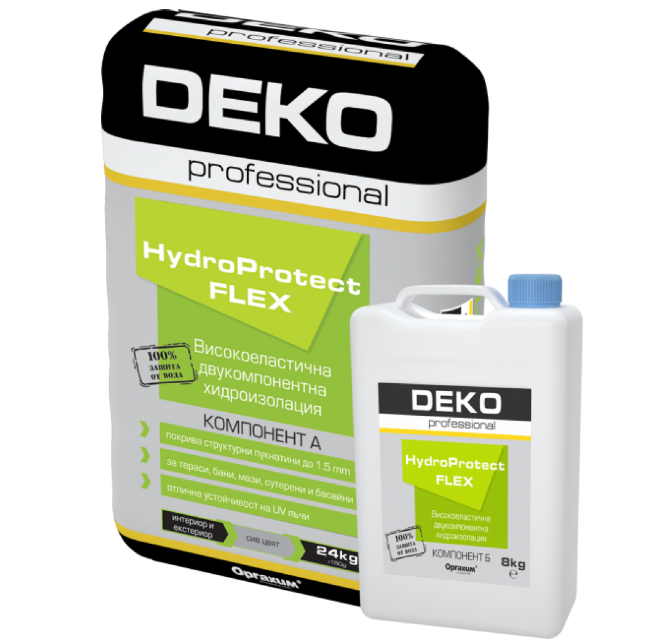 professional
DEKO
professional
HydroProtect
FLEX
Високоеластична
двукомпонентна
хидроизолация
100%
ЗАЩИТА
ОТ ВОДА
КОМПОНЕНТ А
покрива структурни пукнатини до 1.5 mm
за тераси, бани, мази, сутерени и басейни
отлична устойчивост на UV лъчи
интериор и
екстериор
сив цвят
24kg
±180g
Оргахим
DEKO
professional
HydroProtect
FLEX
Високоеластична
двукомпонентна
хидроизолация
100%
ЗАЩИТА
ОТ ВОДА
КОМПОНЕНТ Б
8kg
℮
Оргахим